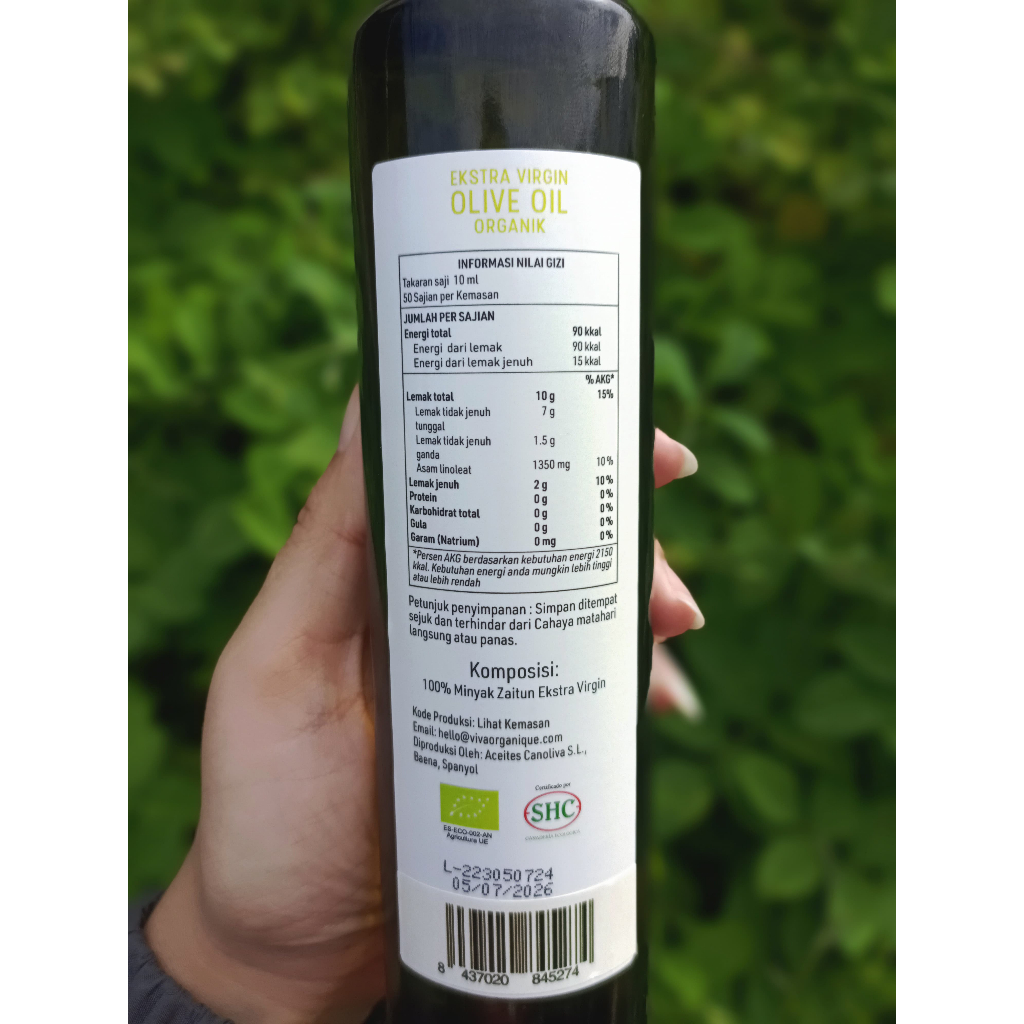 EKSTRA VIRGIN
OLIVE OIL
ORGANIK
INFORMASI NILAI GIZI
Takaran saji 10 ml
50 Sajian per Kemasan
JUMLAH PER SAJIAN
Energi total 90 kkal
Energi dari lemak 90 kkal
Energi dari lemak jenuh 15 kkal
% AKG*
Lemak total 10 g 15%
Lemak tidak jenuh 7 g
tunggal
Lemak tidak jenuh 1.5 g
ganda
Asam linoleat 1350 mg 10%
Lemak jenuh 2 g 10%
Protein 0 g 0%
Karbohidrat total 0 g 0%
Gula 0 g 0%
Garam (Natrium) 0 mg 0%
*Persen AKG berdasarkan kebutuhan energi 2150
kkal. Kebutuhan energi anda mungkin lebih tinggi
atau lebih rendah
Petunjuk penyimpanan : Simpan ditempat
sejuk dan terhindar dari Cahaya matahari
langsung atau panas.
Komposisi:
100% Minyak Zaitun Ekstra Virgin
Kode Produksi: Lihat Kemasan
Email: hello@vivaorganique.com
Diproduksi Oleh: Aceites Canoliva S.L.,
Baena, Spanyol
ES-ECO-002-AN
Agricultura UE
Certificado por
SHC
L-223050724
05/07/2026
8 437020 845274